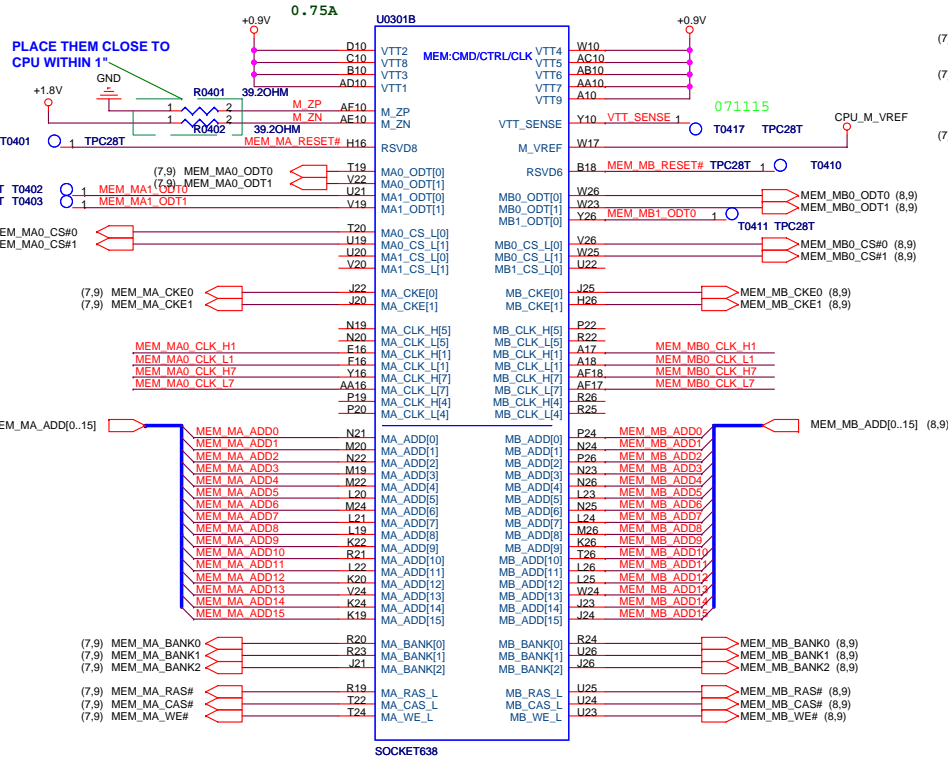 0.75A
+0.9V
U0301B
+0.9V
PLACE THEM CLOSE TO
CPU WITHIN 1"
GND
+1.8V
R0401 39.2OHM
1 2 M_ZP AF10 M_ZP
1 2 M_ZN AE10 M_ZN
R0402 39.2OHM
MEM:CMD/CTRL/CLK
D10 VTT2 VTT4 W10
C10 VTT8 VTT5 AC10
B10 VTT3 VTT6 AB10
AD10 VTT1 VTT7 AA10
VTT9 A10
071115
VTT_SENSE Y10 VTT_SENSE 1 T0417 TPC28T
CPU_M_VREF
T0401 1 TPC28T MEM_MA_RESET# H16 RSVD8
M_VREF W17
RSVD6 B18 MEM_MB_RESET# TPC28T 1 T0410
(7,9) MEM_MA0_ODT0 T19 MA0_ODT[0]
(7,9) MEM_MA0_ODT1 V22 MA0_ODT[1]
T T0402 1 MEM_MA1_ODT0 U21 MA1_ODT[0]
T T0403 1 MEM_MA1_ODT1 V19 MA1_ODT[1]
MB0_ODT[0] W26 MEM_MB0_ODT0 (8,9)
MB0_ODT[1] W23 MEM_MB0_ODT1 (8,9)
MB1_ODT[0] Y26 MEM_MB1_ODT0 1
T0411 TPC28T
EM_MA0_CS#0 T20 MA0_CS_L[0]
EM_MA0_CS#1 U19 MA0_CS_L[1]
U20 MA1_CS_L[0]
V20 MA1_CS_L[1]
MB0_CS_L[0] V26 MEM_MB0_CS#0 (8,9)
MB0_CS_L[1] W25 MEM_MB0_CS#1 (8,9)
MB1_CS_L[0] U22
(7,9) MEM_MA_CKE0 J22 MA_CKE[0] MB_CKE[0] J25 MEM_MB_CKE0 (8,9)
(7,9) MEM_MA_CKE1 J20 MA_CKE[1] MB_CKE[1] H26 MEM_MB_CKE1 (8,9)
N19 MA_CLK_H[5] MB_CLK_H[5] P22
N20 MA_CLK_L[5] MB_CLK_L[5] R22
MEM_MA0_CLK_H1 E16 MA_CLK_H[1] MB_CLK_H[1] A17 MEM_MB0_CLK_H1
MEM_MA0_CLK_L1 F16 MA_CLK_L[1] MB_CLK_L[1] A18 MEM_MB0_CLK_L1
MEM_MA0_CLK_H7 Y16 MA_CLK_H[7] MB_CLK_H[7] AF18 MEM_MB0_CLK_H7
MEM_MA0_CLK_L7 AA16 MA_CLK_L[7] MB_CLK_L[7] AF17 MEM_MB0_CLK_L7
P19 MA_CLK_H[4] MB_CLK_H[4] R26
P20 MA_CLK_L[4] MB_CLK_L[4] R25
EM_MA_ADD[0..15] MEM_MB_ADD[0..15] (8,9)
MEM_MA_ADD0 N21 MA_ADD[0] MB_ADD[0] P24 MEM_MB_ADD0
MEM_MA_ADD1 M20 MA_ADD[1] MB_ADD[1] N24 MEM_MB_ADD1
MEM_MA_ADD2 N22 MA_ADD[2] MB_ADD[2] P26 MEM_MB_ADD2
MEM_MA_ADD3 M19 MA_ADD[3] MB_ADD[3] N23 MEM_MB_ADD3
MEM_MA_ADD4 M22 MA_ADD[4] MB_ADD[4] N26 MEM_MB_ADD4
MEM_MA_ADD5 L20 MA_ADD[5] MB_ADD[5] L23 MEM_MB_ADD5
MEM_MA_ADD6 M24 MA_ADD[6] MB_ADD[6] N25 MEM_MB_ADD6
MEM_MA_ADD7 L21 MA_ADD[7] MB_ADD[7] L24 MEM_MB_ADD7
MEM_MA_ADD8 L19 MA_ADD[8] MB_ADD[8] M26 MEM_MB_ADD8
MEM_MA_ADD9 K22 MA_ADD[9] MB_ADD[9] K26 MEM_MB_ADD9
MEM_MA_ADD10 R21 MA_ADD[10] MB_ADD[10] T26 MEM_MB_ADD10
MEM_MA_ADD11 L22 MA_ADD[11] MB_ADD[11] L26 MEM_MB_ADD11
MEM_MA_ADD12 K20 MA_ADD[12] MB_ADD[12] L25 MEM_MB_ADD12
MEM_MA_ADD13 V24 MA_ADD[13] MB_ADD[13] W24 MEM_MB_ADD13
MEM_MA_ADD14 K24 MA_ADD[14] MB_ADD[14] J23 MEM_MB_ADD14
MEM_MA_ADD15 K19 MA_ADD[15] MB_ADD[15] J24 MEM_MB_ADD15
(7,9) MEM_MA_BANK0 R20 MA_BANK[0] MB_BANK[0] R24 MEM_MB_BANK0 (8,9)
(7,9) MEM_MA_BANK1 R23 MA_BANK[1] MB_BANK[1] U26 MEM_MB_BANK1 (8,9)
(7,9) MEM_MA_BANK2 J21 MA_BANK[2] MB_BANK[2] J26 MEM_MB_BANK2 (8,9)
(7,9) MEM_MA_RAS# R19 MA_RAS_L MB_RAS_L U25 MEM_MB_RAS# (8,9)
(7,9) MEM_MA_CAS# T22 MA_CAS_L MB_CAS_L U24 MEM_MB_CAS# (8,9)
(7,9) MEM_MA_WE# T24 MA_WE_L MB_WE_L U23 MEM_MB_WE# (8,9)
SOCKET638
(7
(7
(7